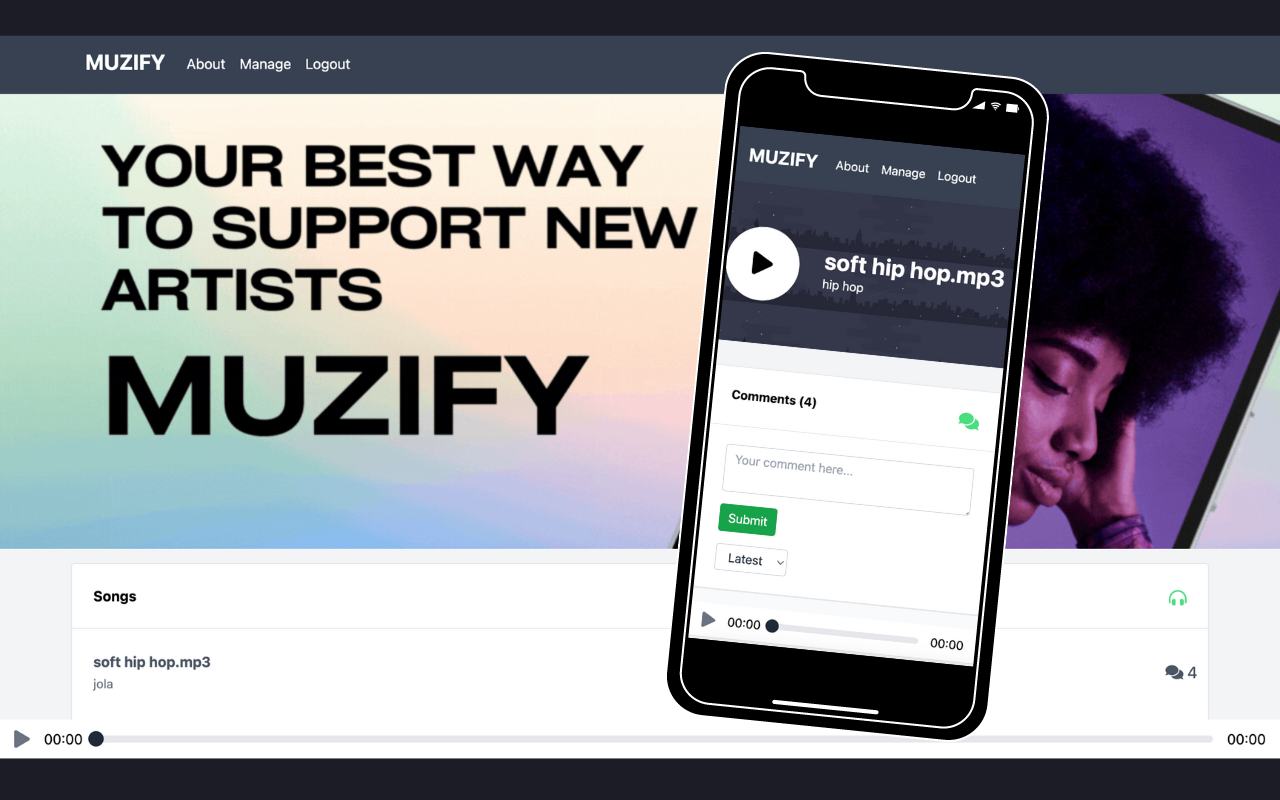 MUZIFY About Manage Logout
YOUR BEST WAY
TO SUPPORT NEW
ARTISTS
MUZIFY
Songs
soft hip hop.mp3
jola
4
00:00
00:00
MUZIFY About Manage Logout
soft hip hop.mp3
hip hop
Comments (4)
Your comment here...
Submit
Latest
00:00
00:00